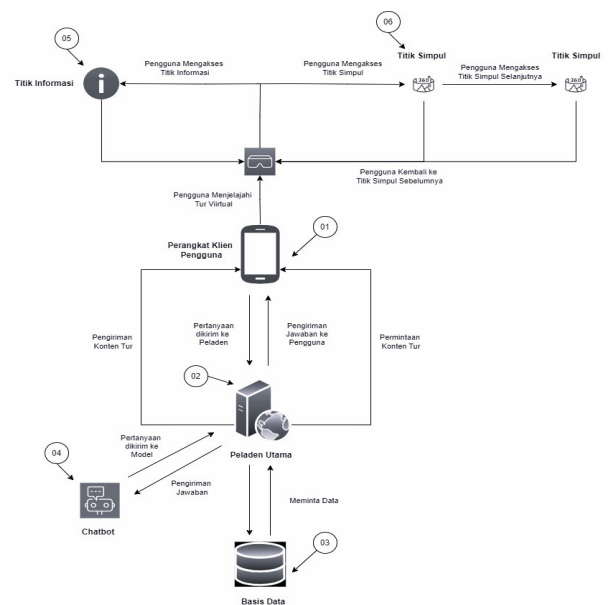 06
05
Titik Simpul
Titik Simpul
Pengguna Mengakses
Titik Informasi
Pengguna Mengakses
Titik Simpul
Pengguna Mengakses
Titik Simpul Selanjutnya
Titik Informasi
360°
360°
Pengguna Kembali ke
Titik Simpul Sebelumnya
Pengguna Menjelajahi
Tur Viirtual
01
Perangkat Klien
Pengguna
Pengiriman
Konten Tur
Pertanyaan
dikirim ke
Peladen
Pengiriman
Jawaban ke
Pengguna
Permintaan
Konten Tur
02
Pertanyaan
dikirim ke
Model
Peladen Utama
04
Pengiriman
Jawaban
Meminta Data
Chatbot
03
Basis Data